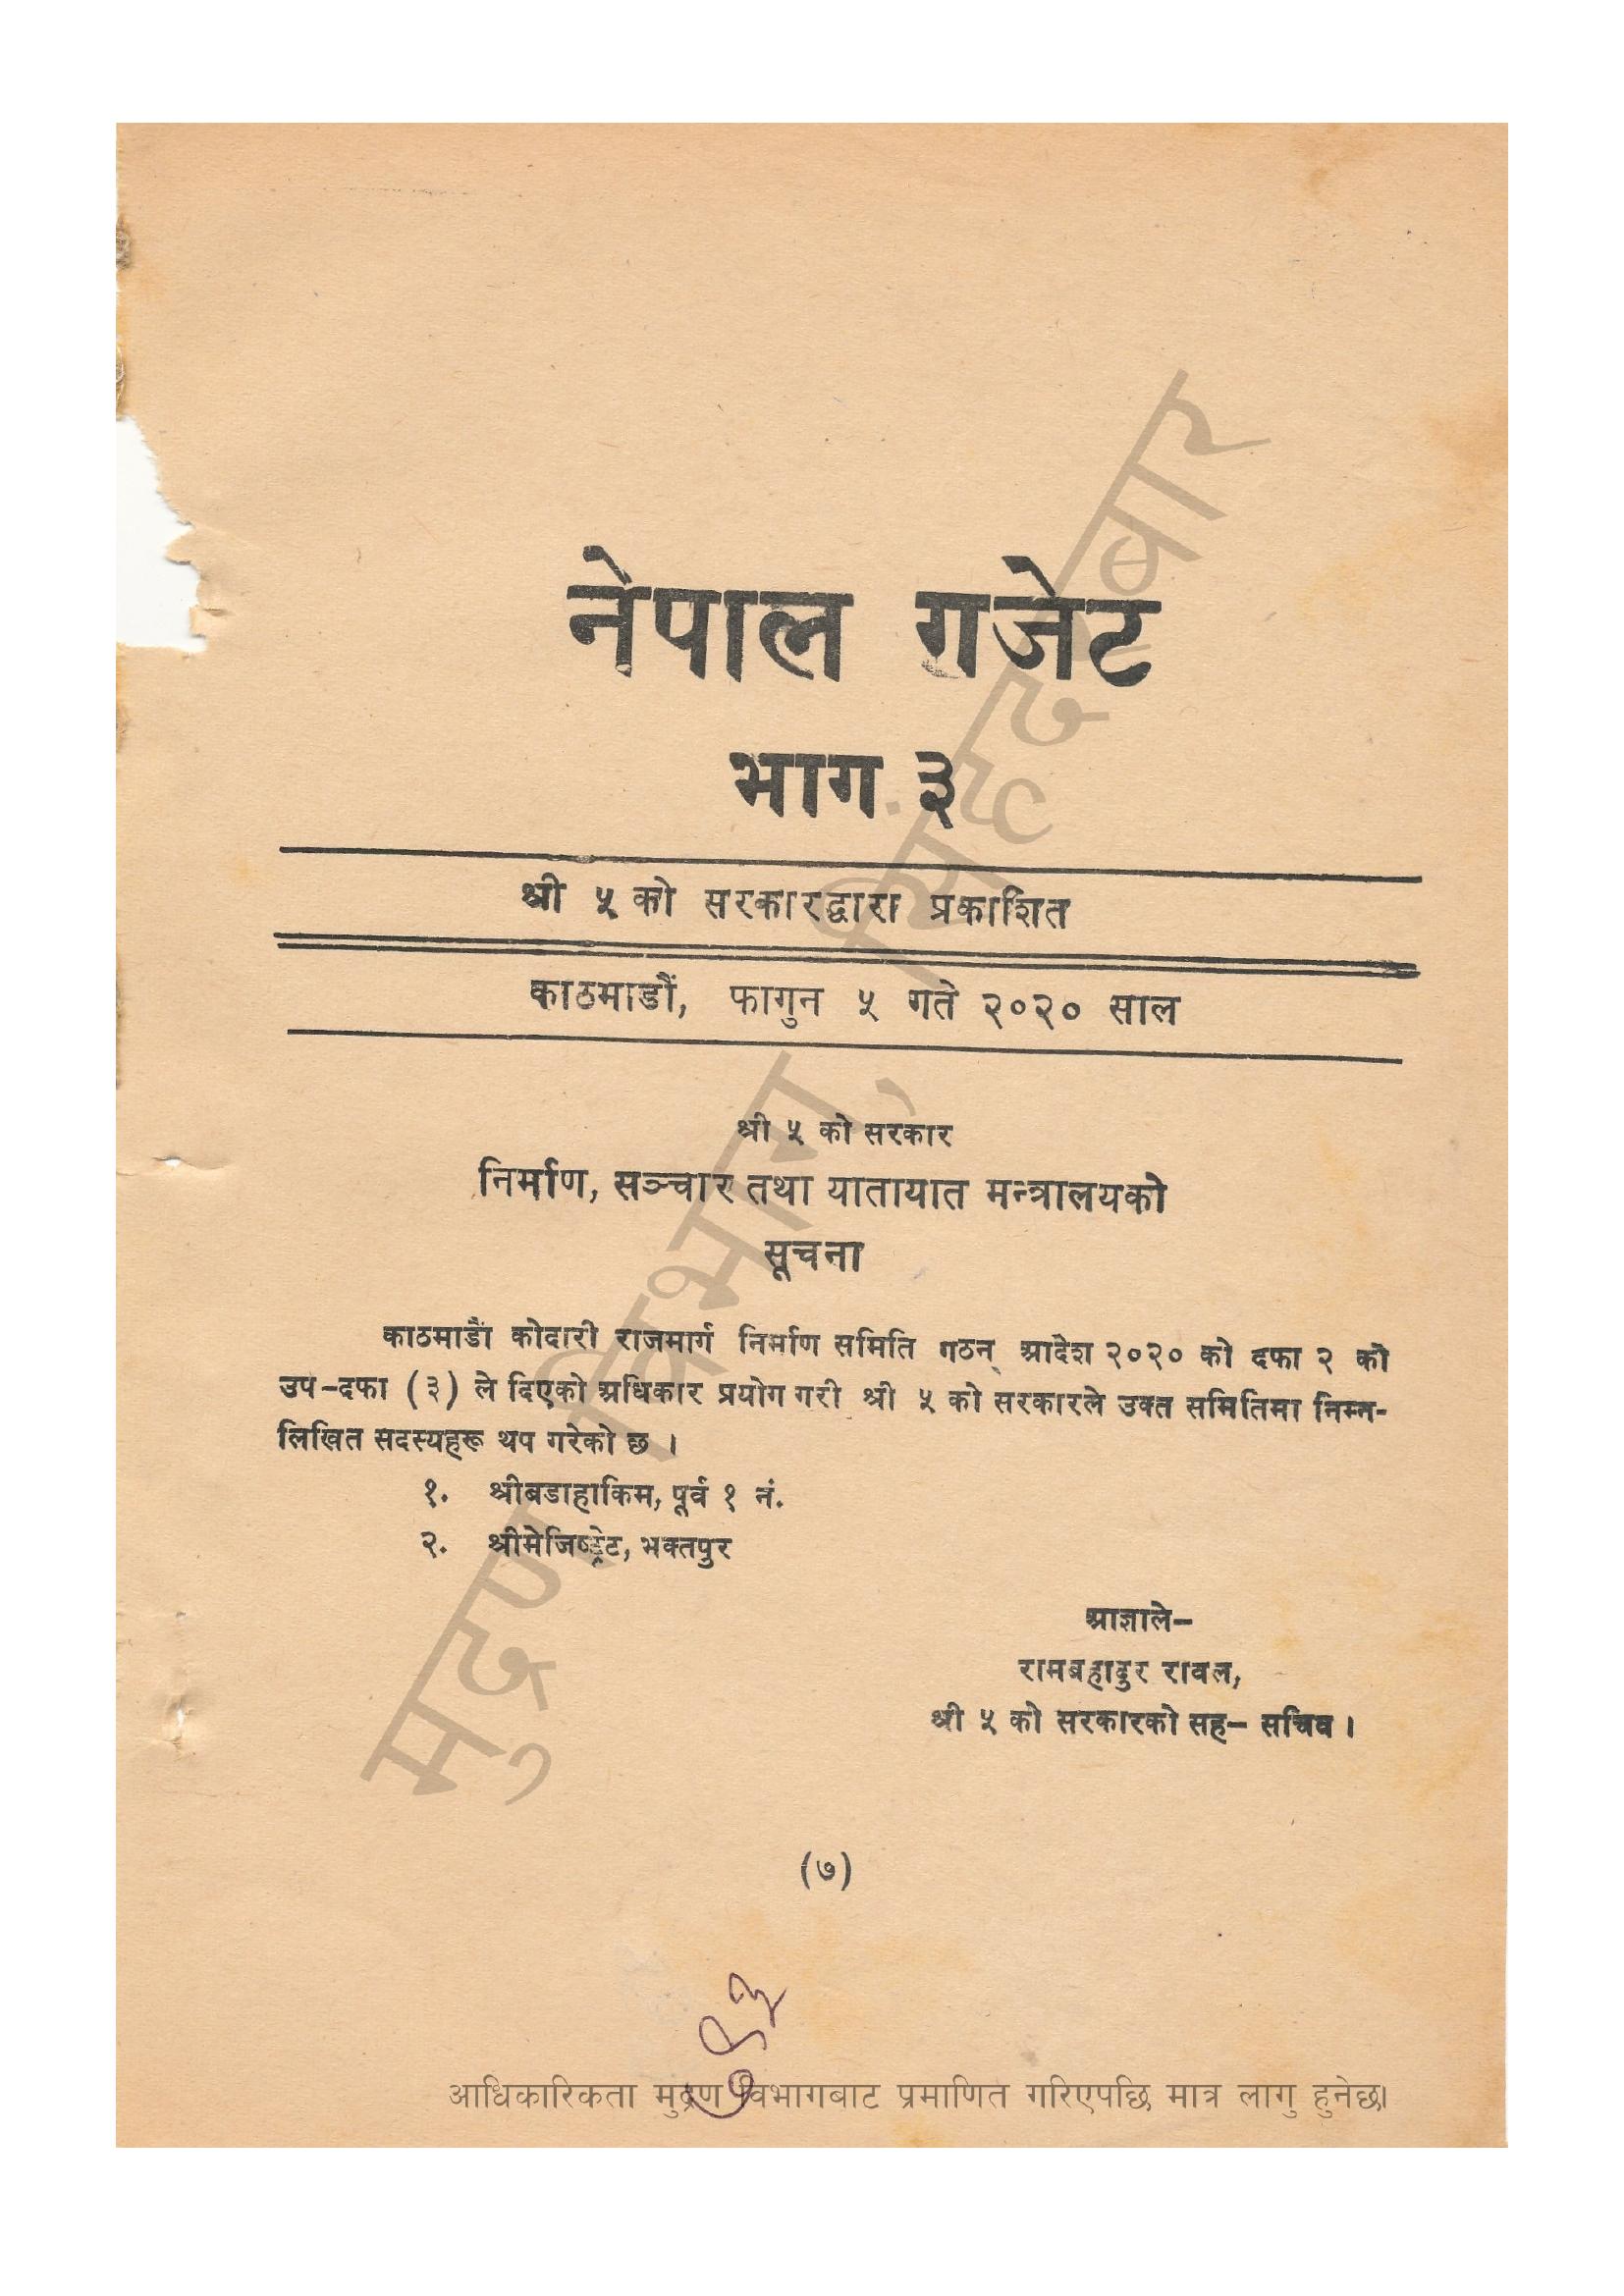 नेपाल गजेट
भाग ३
श्री ५ को सरकारद्वारा प्रकाशित
काठमाडौं, फागुन ५ गते २०२० साल
श्री ५ को सरकार
निर्माण, सञ्चार तथा यातायात मन्त्रालयको
सूचना
काठमाडौं कोदारी राजमार्ग निर्माण समिति गठन् आदेश २०२० को दफा २ को
उप-दफा (३) ले दिएको अधिकार प्रयोग गरी श्री ५ को सरकारले उक्त समितिमा निम्न-
लिखित सदस्यहरू थप गरेको छ ।
१. श्रीबडाहाकिम, पूर्व १ नं.
२. श्रीमेजिष्ट्रेट, भक्तपुर
आज्ञाले-
रामबहादुर रावल,
श्री ५ को सरकारको सह- सचिव ।
(७)
आधिकारिकता मुद्रण विभागबाट प्रमाणित गरिएपछि मात्र लागु हुनेछ।
मुद्रण विभाग, सिंहदरबार